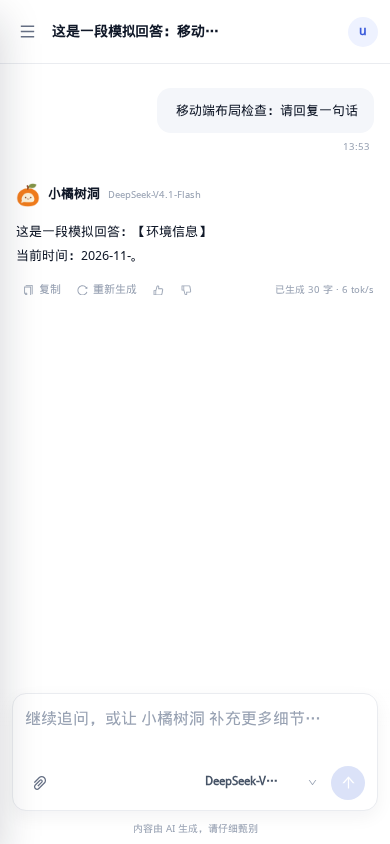 这是一段模拟回答：移动…
u
移动端布局检查：请回复一句话
13:53
小橘树洞 DeepSeek-V4.1-Flash
这是一段模拟回答：【环境信息】
当前时间：2026-11-。
复制 重新生成 已生成 30 字 · 6 tok/s
继续追问，或让 小橘树洞 补充更多细节…
DeepSeek-V…
内容由 AI 生成，请仔细甄别